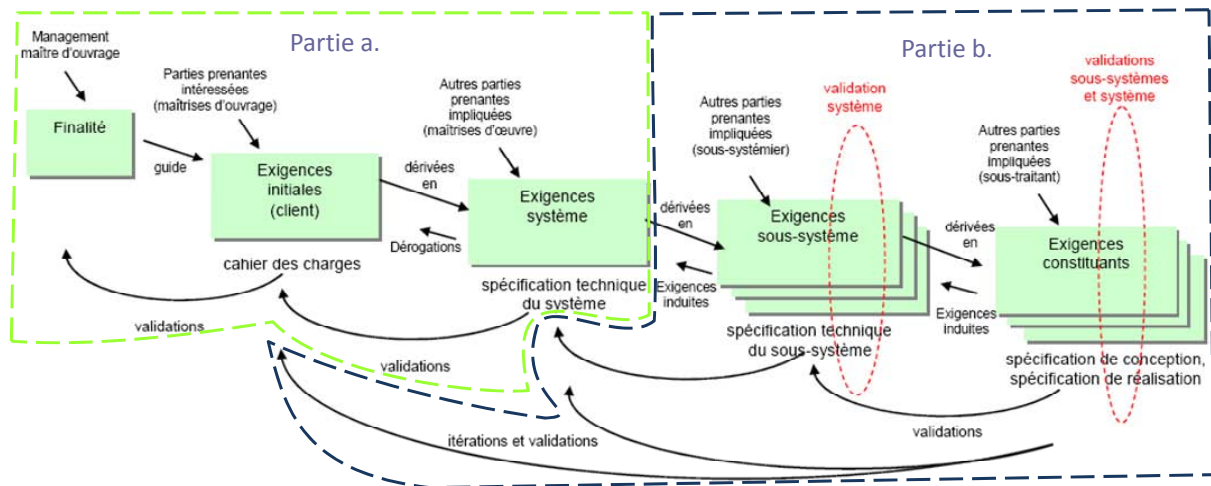 Partie a.
Partie b.
Management
maître d'ouvrage
Parties prenantes
intéressées
(maîtrises d'ouvrage)
Autres parties
prenantes
impliquées
(maîtrises d'œuvre)
Autres parties
prenantes
impliquées
(sous-systémier)
validation
système
validations
sous-systèmes
et système
Autres parties
prenantes
impliquées
(sous-traitant)
Finalité
guide
Exigences
initiales
(client)
dérivées
en
Dérogations
Exigences
système
dérivées
en
Exigences
induites
Exigences
sous-système
dérivées
en
Exigences
induites
Exigences
constituants
cahier des charges
spécification technique
du système
spécification technique
du sous-système
spécification de conception,
spécification de réalisation
validations
validations
validations
itérations et validations